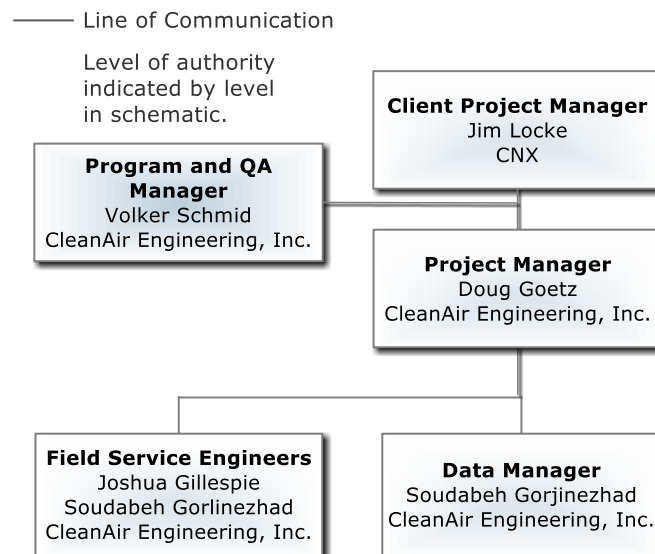 Line of Communication
Level of authority
indicated by level
in schematic.
Client Project Manager
Jim Locke
CNX
Program and QA
Manager
Volker Schmid
CleanAir Engineering, Inc.
Project Manager
Doug Goetz
CleanAir Engineering, Inc.
Field Service Engineers
Joshua Gillespie
Soudabeh Gorlinezhad
CleanAir Engineering, Inc.
Data Manager
Soudabeh Gorjinezhad
CleanAir Engineering, Inc.